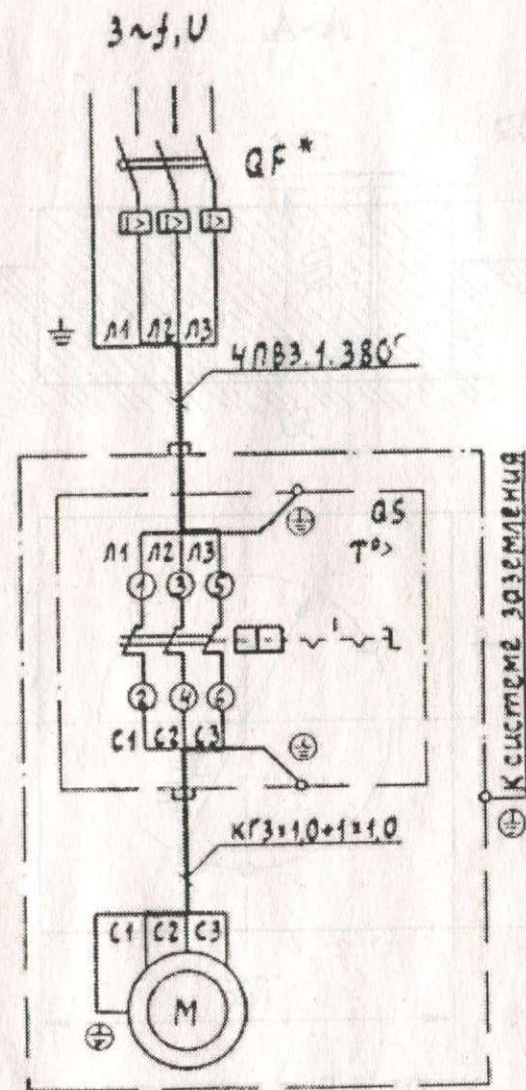 3~f, U
QF *
I> I> I>
Л1 Л2 Л3
4ПВ3.1.380
QS
T°>
Л1 Л2 Л3
1 3 5
2 4 6
С1 С2 С3
КГ3×1,0+1×1,0
С1 С2 С3
М
К системе заземления